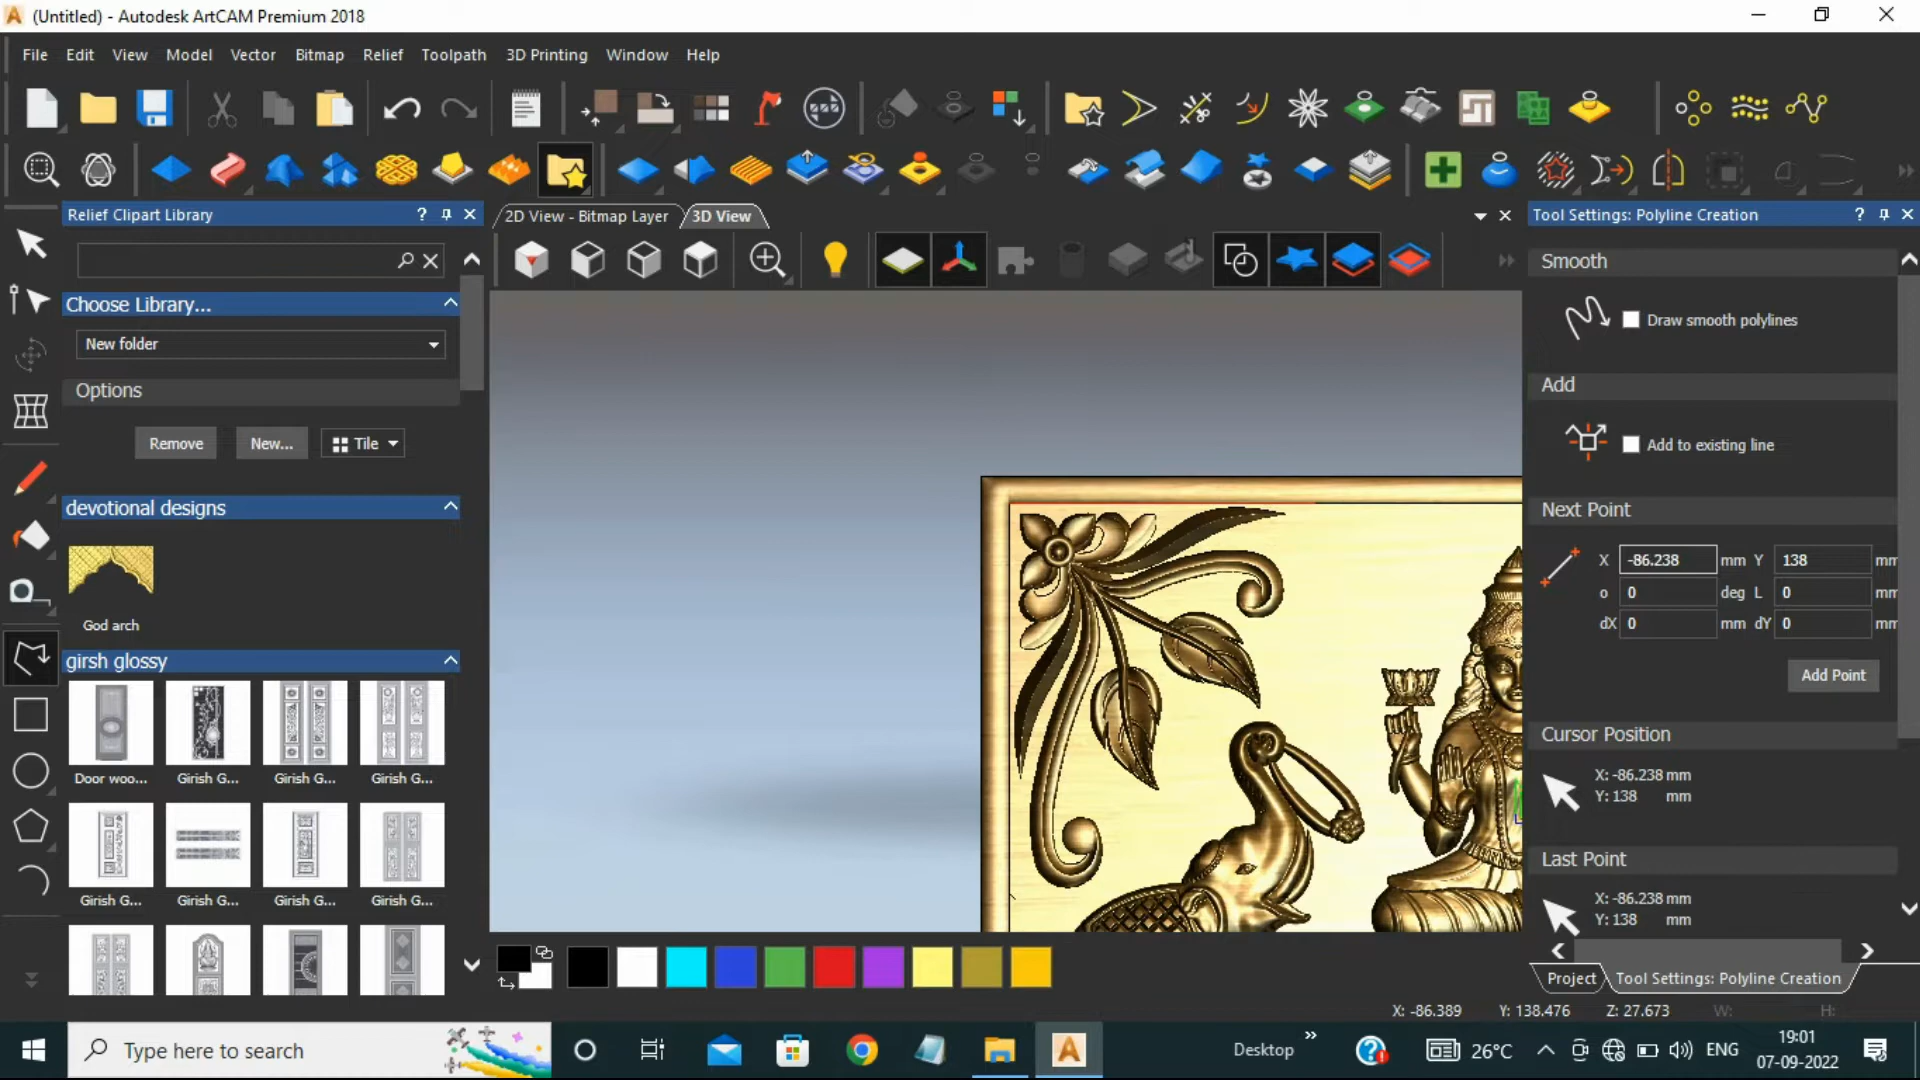 (Untitled) - Autodesk ArtCAM Premium 2018
File Edit View Model Vector Bitmap Relief Toolpath 3D Printing Window Help
Relief Clipart Library
2D View - Bitmap Layer
3D View
Tool Settings: Polyline Creation
Choose Library...
New folder
Options
Remove
New...
Tile
devotional designs
God arch
girsh glossy
Door woo...
Girish G...
Girish G...
Girish G...
Girish G...
Girish G...
Girish G...
Girish G...
Smooth
Draw smooth polylines
Add
Add to existing line
Next Point
X -86.238 mm Y 138 mm
o 0 deg L 0 mm
dX 0 mm dY 0 mm
Add Point
Cursor Position
X: -86.238 mm
Y: 138 mm
Last Point
X: -86.238 mm
Y: 138 mm
Project
Tool Settings: Polyline Creation
X: -86.389 Y: 138.476 Z: 27.673 W: H:
Type here to search
Desktop
26°C
ENG
19:01
07-09-2022